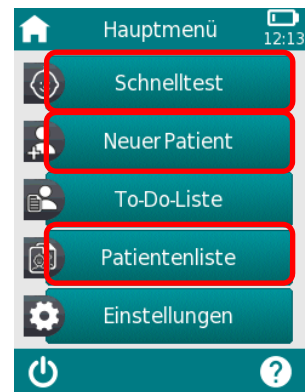 Hauptmenü
12:13
Schnelltest
Neuer Patient
To-Do-Liste
Patientenliste
Einstellungen
?